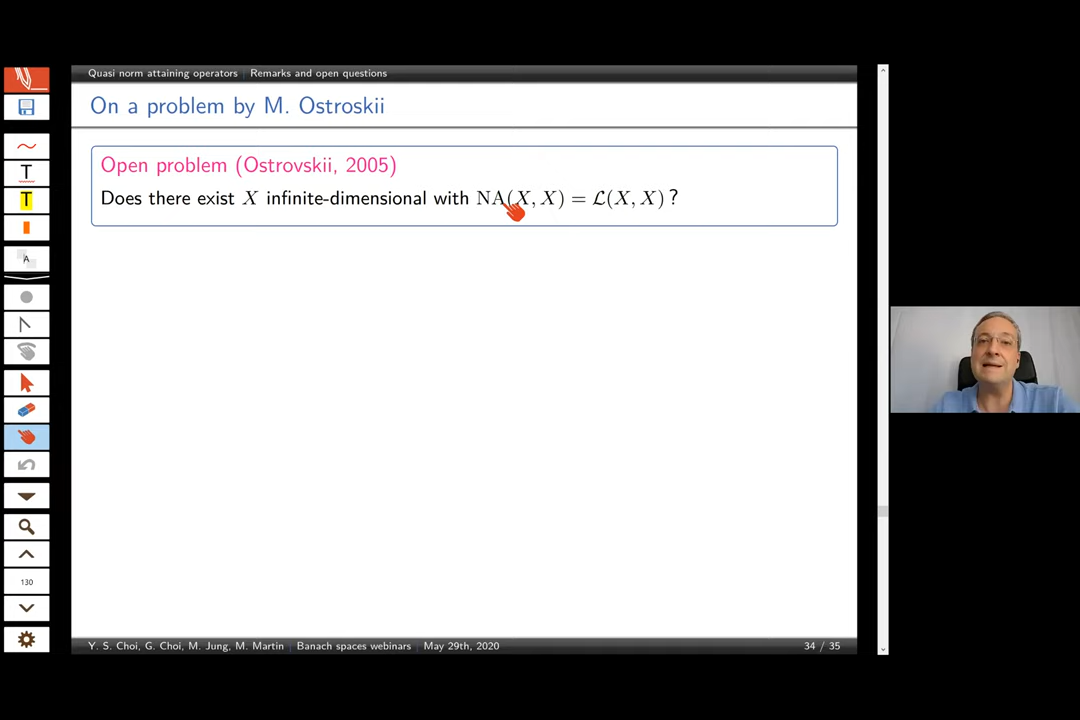 Quasi norm attaining operators | Remarks and open questions
On a problem by M. Ostroskii
Open problem (Ostrovskii, 2005)
Does there exist X infinite-dimensional with NA(X, X) = ℒ(X, X)?
T
T
A
130
Y. S. Choi, G. Choi, M. Jung, M. Martin | Banach spaces webinars | May 29th, 2020 34 / 35